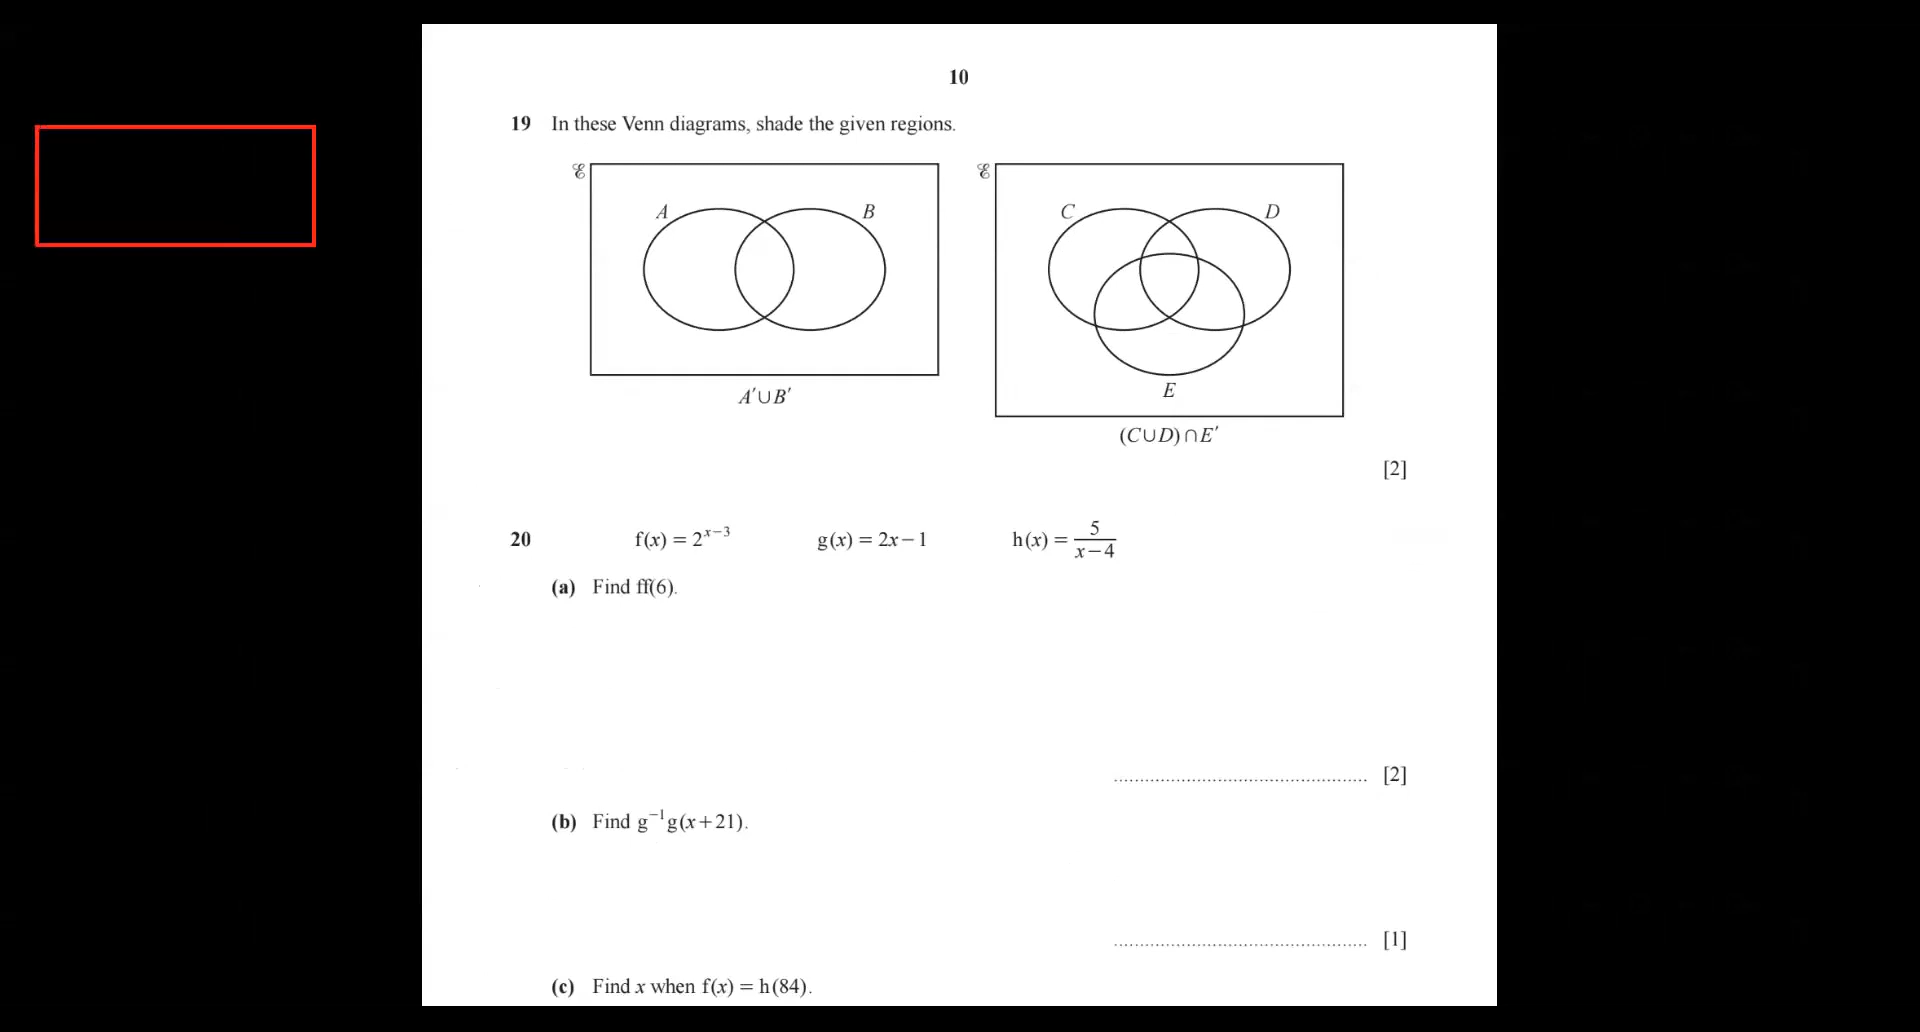 10
19 In these Venn diagrams, shade the given regions.
ℰ ℰ
A B C D
E
A′∪B′
(C∪D)∩E′
[2]
20 f(x) = 2^{x−3} g(x) = 2x−1 h(x) = 5/(x−4)
(a) Find ff(6).
.................................................. [2]
(b) Find g⁻¹g(x+21).
.................................................. [1]
(c) Find x when f(x) = h(84).